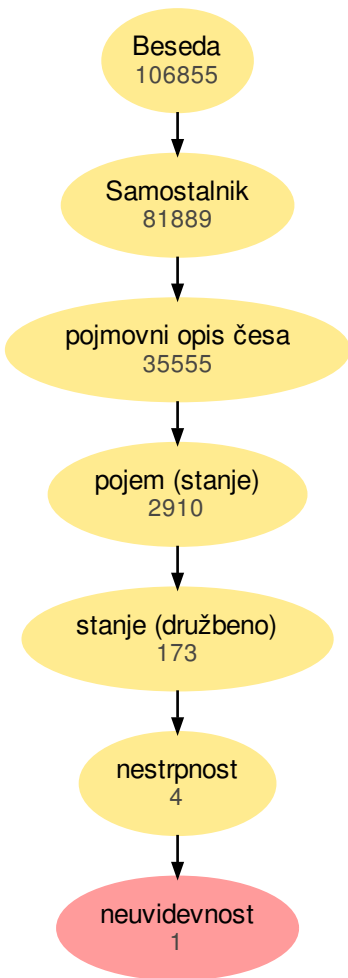 Beseda
106855
Samostalnik
81889
pojmovni opis česa
35555
pojem (stanje)
2910
stanje (družbeno)
173
nestrpnost
4
neuvidevnost
1